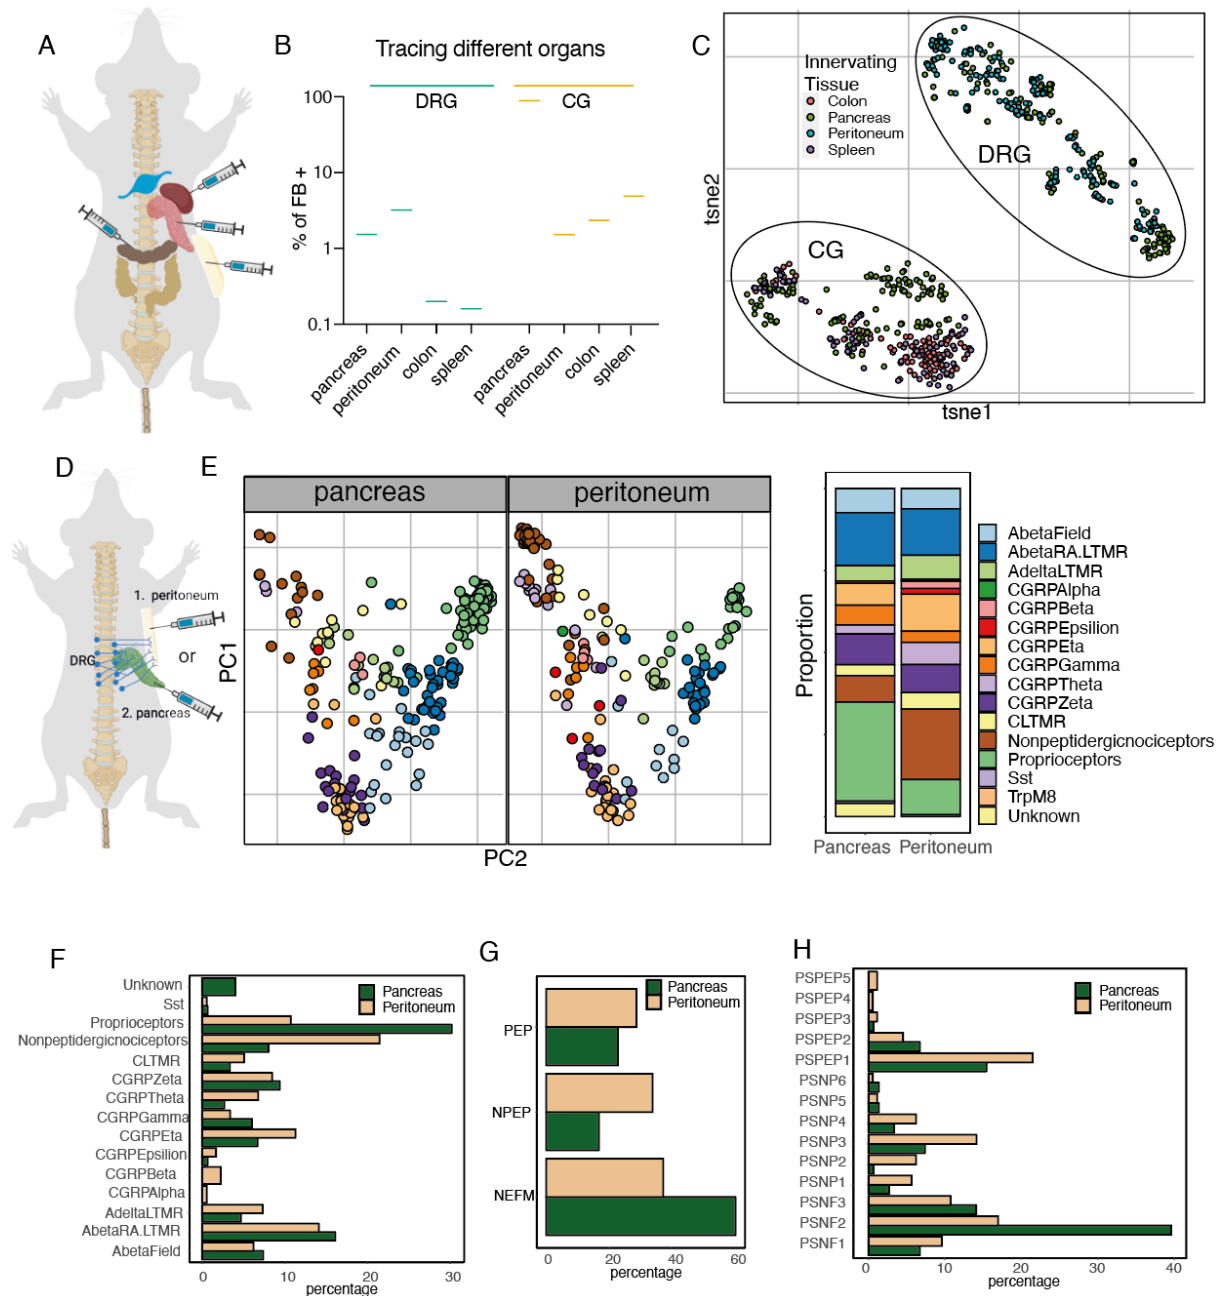 A
B
Tracing different organs
DRG
CG
100
10
1
0.1
% of FB +
pancreas
peritoneum
colon
spleen
pancreas
peritoneum
colon
spleen
C
Innervating
Tissue
Colon
Pancreas
Peritoneum
Spleen
DRG
CG
tsne2
tsne1
D
1. peritoneum
DRG
or
2. pancreas
E
pancreas
peritoneum
PC1
PC2
Proportion
Pancreas
Peritoneum
AbetaField
AbetaRA.LTMR
AdeltaLTMR
CGRPAlpha
CGRPBeta
CGRPEpsilion
CGRPEta
CGRPGamma
CGRPTheta
CGRPZeta
CLTMR
Nonpeptidergicnociceptors
Proprioceptors
Sst
TrpM8
Unknown
F
Unknown
Sst
Proprioceptors
Nonpeptidergicnociceptors
CLTMR
CGRPZeta
CGRPTheta
CGRPGamma
CGRPEta
CGRPEpsilion
CGRPBeta
CGRPAlpha
AdeltaLTMR
AbetaRA.LTMR
AbetaField
Pancreas
Peritoneum
0 10 20 30
percentage
G
Pancreas
Peritoneum
PEP
NPEP
NEFM
0 20 40 60
percentage
H
PSPEP5
PSPEP4
PSPEP3
PSPEP2
PSPEP1
PSNP6
PSNP5
PSNP4
PSNP3
PSNP2
PSNP1
PSNF3
PSNF2
PSNF1
Pancreas
Peritoneum
0 10 20 30 40
percentage